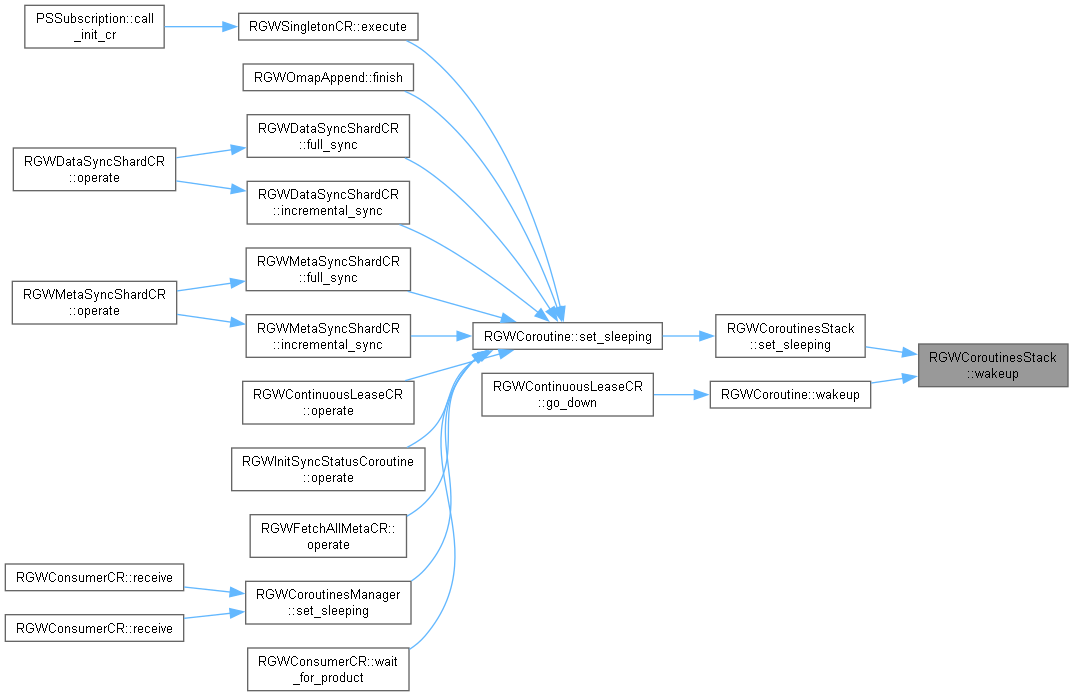 PSSubscription::call
_init_cr
RGWSingletonCR::execute
RGWOmapAppend::finish
RGWDataSyncShardCR
::full_sync
RGWDataSyncShardCR
::operate
RGWDataSyncShardCR
::incremental_sync
RGWMetaSyncShardCR
::full_sync
RGWMetaSyncShardCR
::operate
RGWMetaSyncShardCR
::incremental_sync
RGWCoroutine::set_sleeping
RGWCoroutinesStack
::set_sleeping
RGWCoroutinesStack
::wakeup
RGWContinuousLeaseCR
::operate
RGWContinuousLeaseCR
::go_down
RGWCoroutine::wakeup
RGWInitSyncStatusCoroutine
::operate
RGWFetchAllMetaCR::
operate
RGWConsumerCR::receive
RGWCoroutinesManager
::set_sleeping
RGWConsumerCR::receive
RGWConsumerCR::wait
_for_product